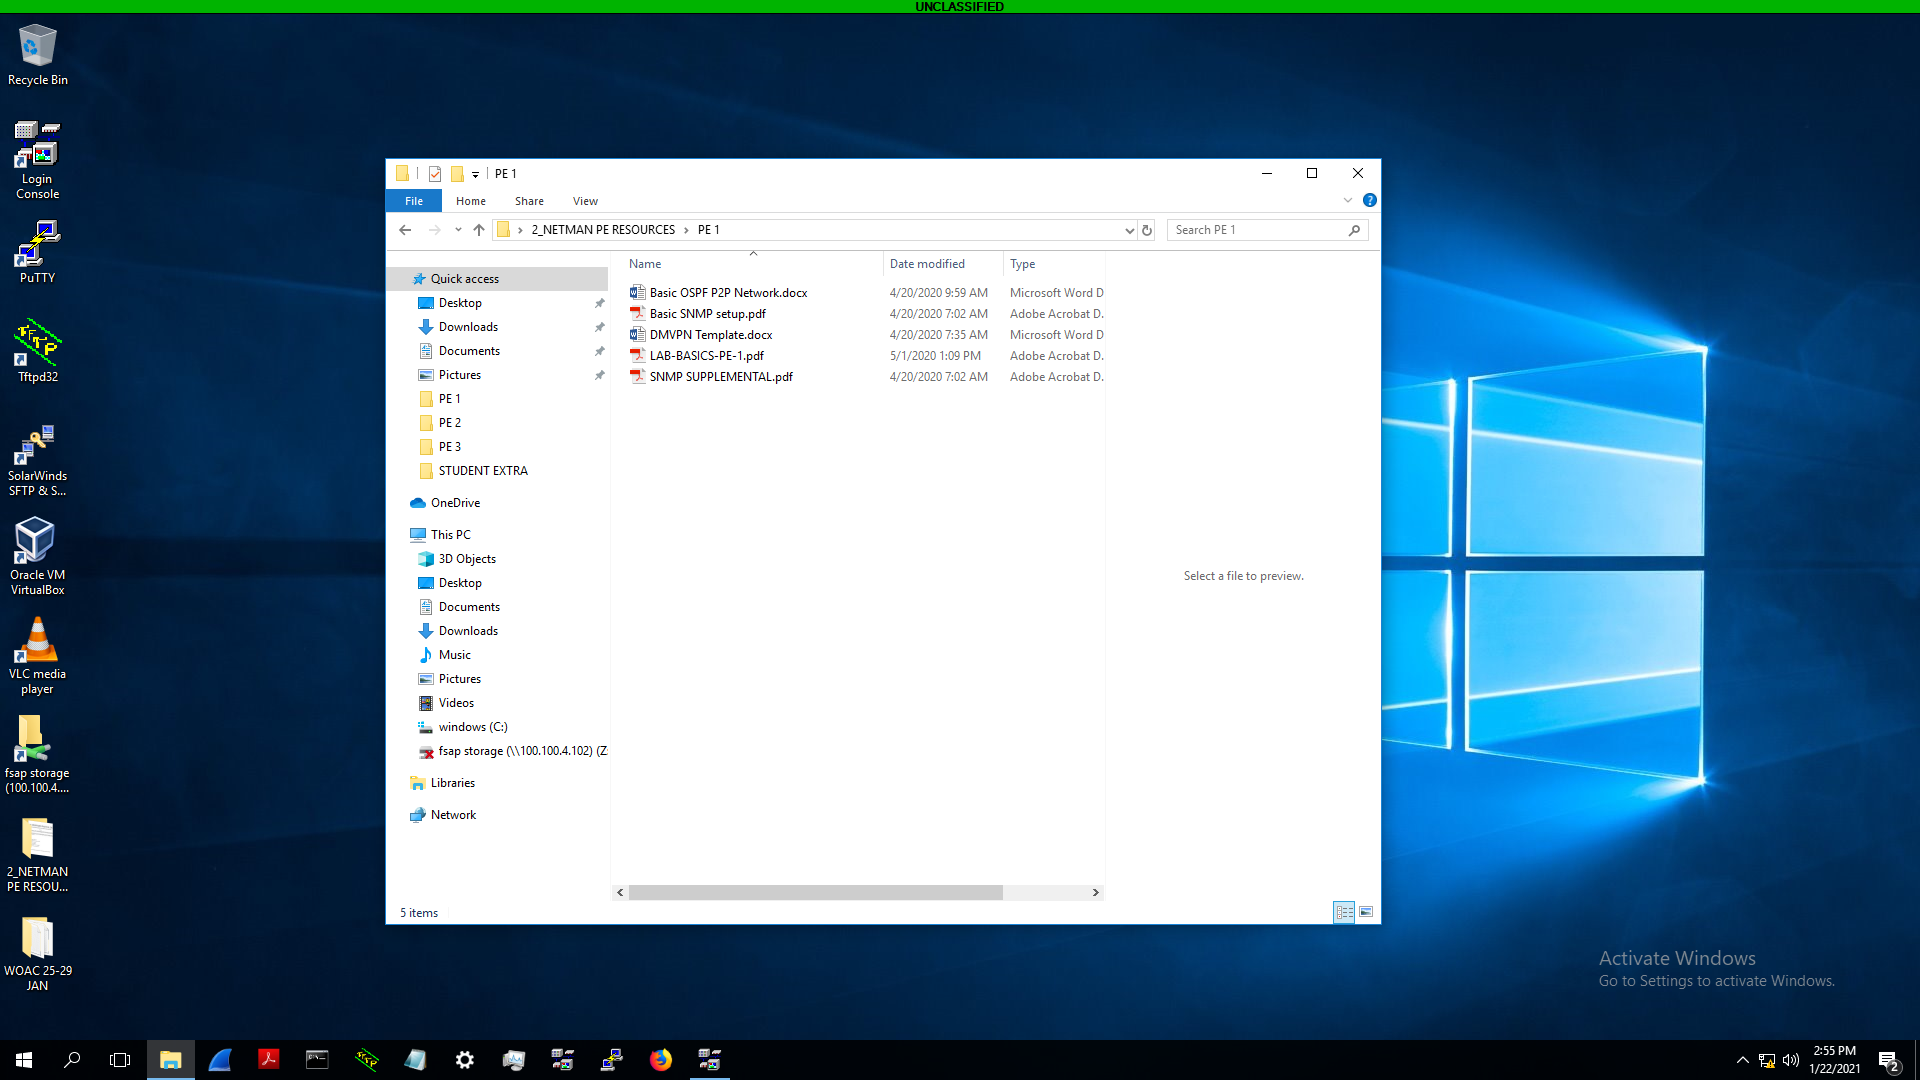 UNCLASSIFIED
Recycle Bin
Login
Console
PuTTY
Tftpd32
SolarWinds
SFTP & S...
Oracle VM
VirtualBox
VLC media
player
fsap storage
(100.100.4....
2_NETMAN
PE RESOU...
WOAC 25-29
JAN
PE 1
File Home Share View
2_NETMAN PE RESOURCES › PE 1
Search PE 1
Quick access
Desktop
Downloads
Documents
Pictures
PE 1
PE 2
PE 3
STUDENT EXTRA
OneDrive
This PC
3D Objects
Desktop
Documents
Downloads
Music
Pictures
Videos
windows (C:)
fsap storage (\\100.100.4.102) (Z
Libraries
Network
Name Date modified Type
Basic OSPF P2P Network.docx 4/20/2020 9:59 AM Microsoft Word D
Basic SNMP setup.pdf 4/20/2020 7:02 AM Adobe Acrobat D.
DMVPN Template.docx 4/20/2020 7:35 AM Microsoft Word D
LAB-BASICS-PE-1.pdf 5/1/2020 1:09 PM Adobe Acrobat D.
SNMP SUPPLEMENTAL.pdf 4/20/2020 7:02 AM Adobe Acrobat D.
Select a file to preview.
5 items
Activate Windows
Go to Settings to activate Windows.
2:55 PM
1/22/2021
2